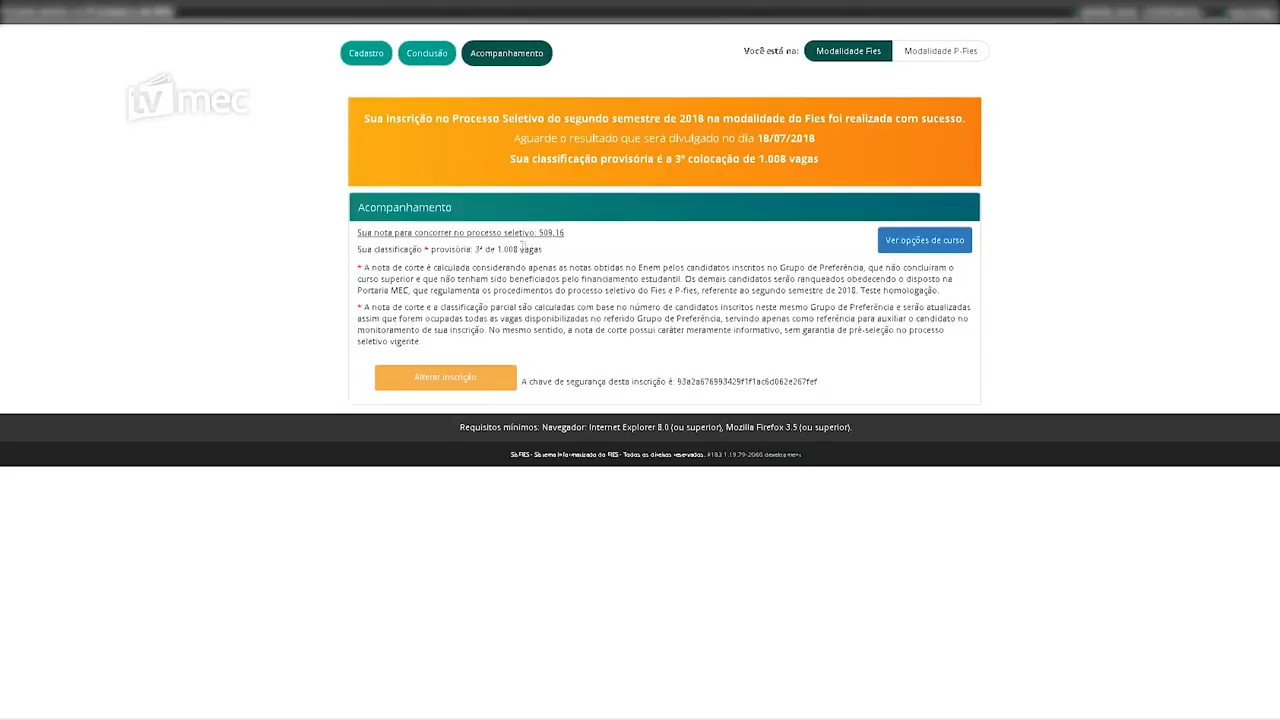 Cadastro
Conclusão
Acompanhamento
Você está na:
Modalidade Fies
Modalidade P-Fies
tv mec
Sua inscrição no Processo Seletivo do segundo semestre de 2018 na modalidade do Fies foi realizada com sucesso.
Aguarde o resultado que será divulgado no dia 18/07/2018
Sua classificação provisória é a 3ª colocação de 1.008 vagas
Acompanhamento
Sua nota para concorrer no processo seletivo: 509,16
Ver opções de curso
Sua classificação * provisória: 3ª de 1.008 vagas
* A nota de corte é calculada considerando apenas as notas obtidas no Enem pelos candidatos inscritos no Grupo de Preferência, que não concluíram o
curso superior e que não tenham sido beneficiados pelo financiamento estudantil. Os demais candidatos serão ranqueados obedecendo o disposto na
Portaria MEC, que regulamenta os procedimentos do processo seletivo do Fies e P-fies, referente ao segundo semestre de 2018. Teste homologação.
* A nota de corte e a classificação parcial são calculadas com base no número de candidatos inscritos neste mesmo Grupo de Preferência e serão atualizadas
assim que forem ocupadas todas as vagas disponibilizadas no referido Grupo de Preferência, servindo apenas como referência para auxiliar o candidato no
monitoramento de sua inscrição. No mesmo sentido, a nota de corte possui caráter meramente informativo, sem garantia de pré-seleção no processo
seletivo vigente.
Alterar inscrição
A chave de segurança desta inscrição é: 93a2a676993429f1f1ac6d062e267fef
Requisitos mínimos: Navegador: Internet Explorer 8.0 (ou superior), Mozilla Firefox 3.5 (ou superior).
SisFIES - Sistema Informatizado do FIES - Todos os direitos reservados.